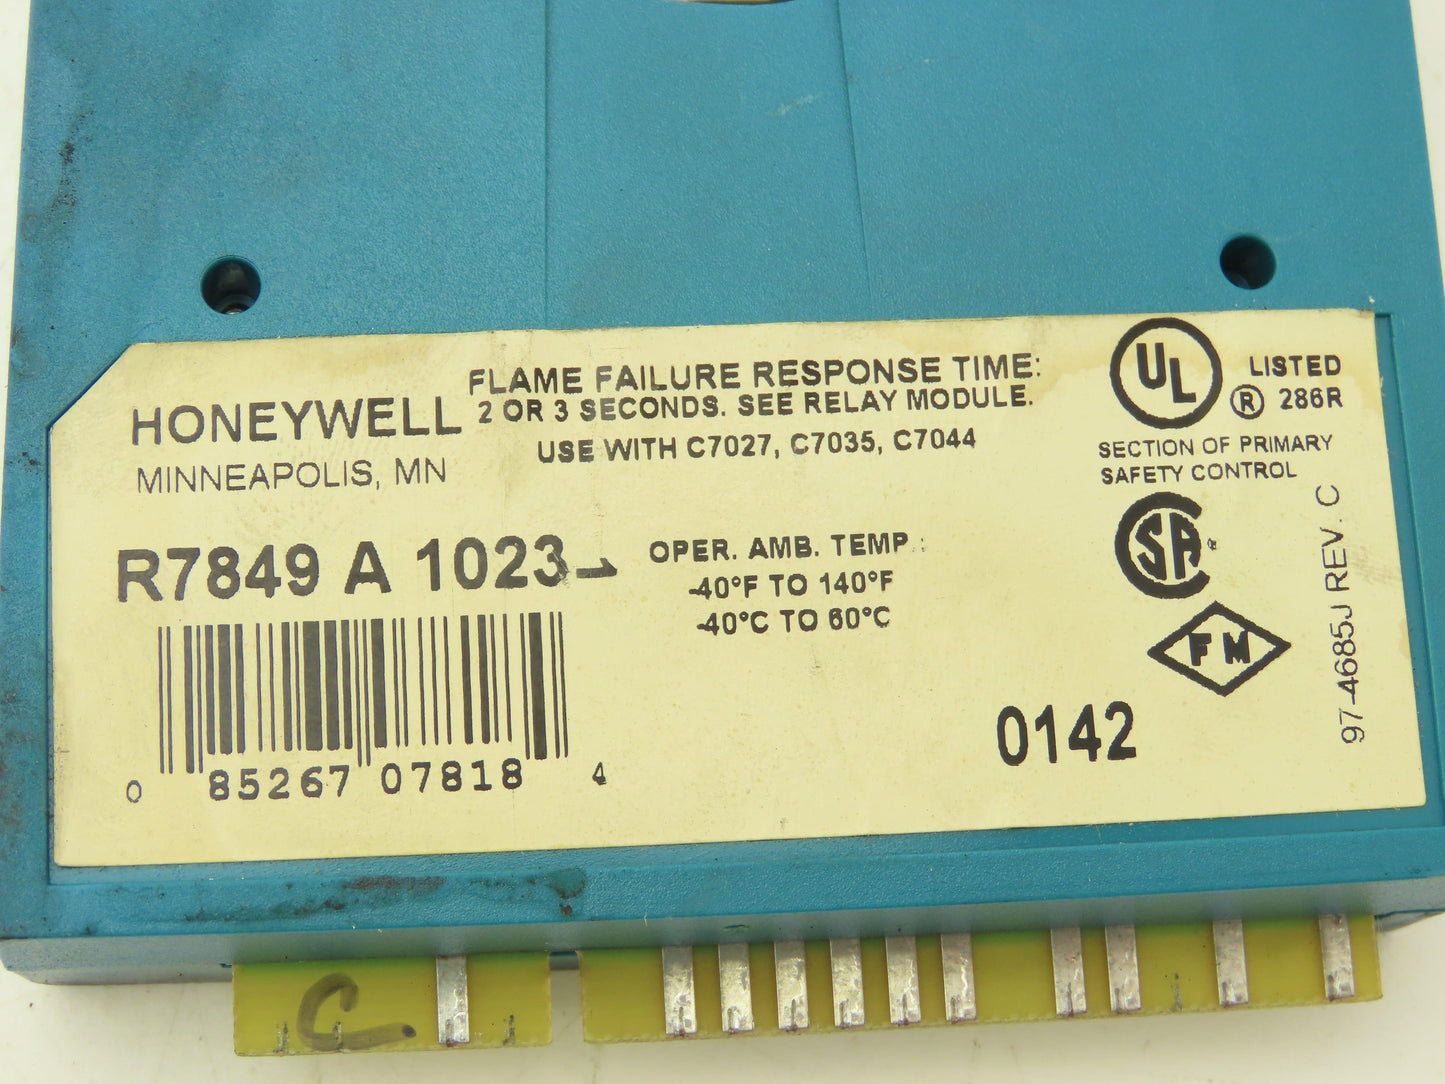 HONEYWELL
MINNEAPOLIS, MN
FLAME FAILURE RESPONSE TIME:
2 OR 3 SECONDS. SEE RELAY MODULE.
USE WITH C7027, C7035, C7044
UL
LISTED
® 286R
SECTION OF PRIMARY
SAFETY CONTROL
R7849 A 1023
OPER. AMB. TEMP.:
-40°F TO 140°F
-40°C TO 60°C
SA
FM
97-4685J REV. C
0 85267 07818 4
0142
C